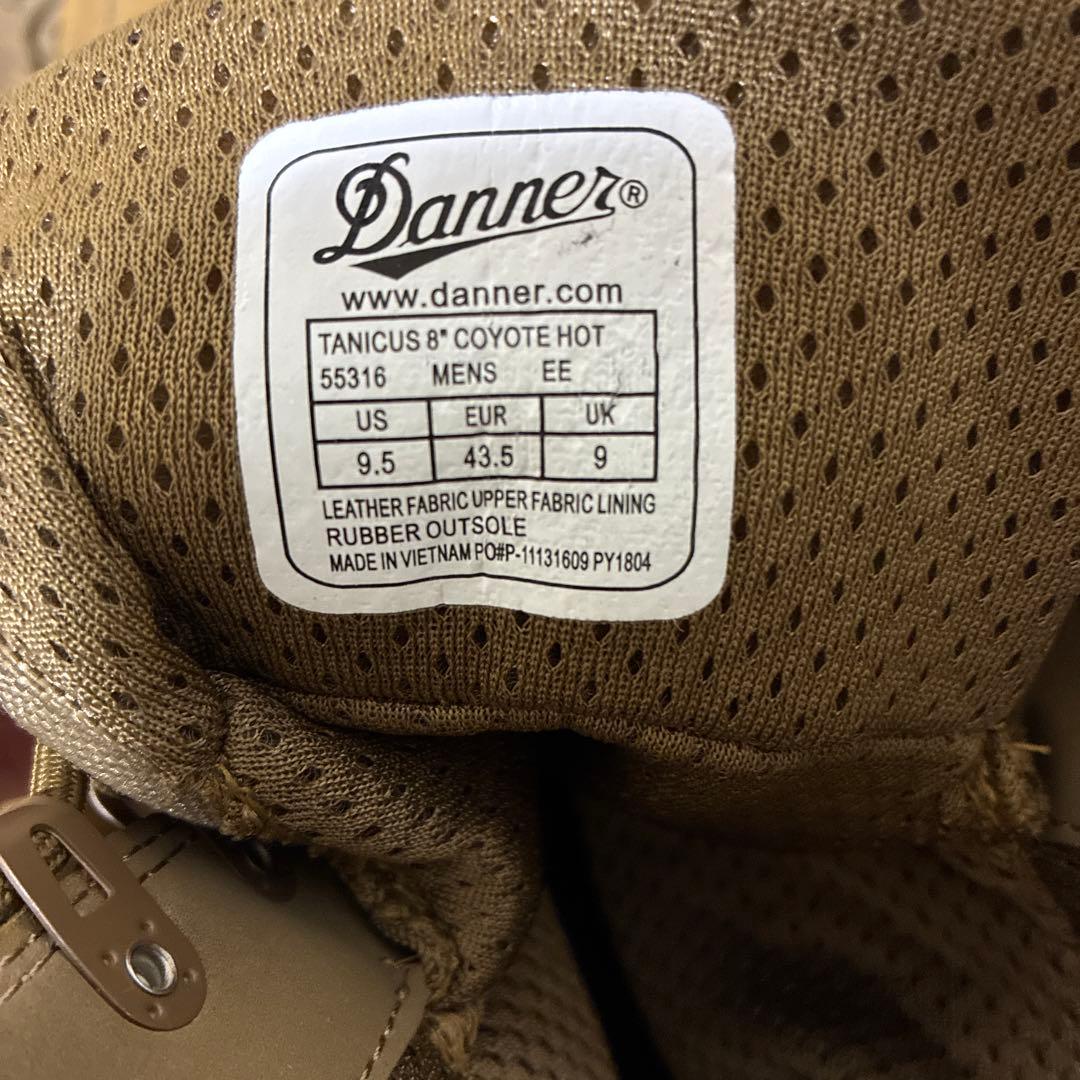 Danner®
www.danner.com
TANICUS 8" COYOTE HOT
55316 MENS EE
US EUR UK
9.5 43.5 9
LEATHER FABRIC UPPER FABRIC LINING
RUBBER OUTSOLE
MADE IN VIETNAM PO#P-11131609 PY1804